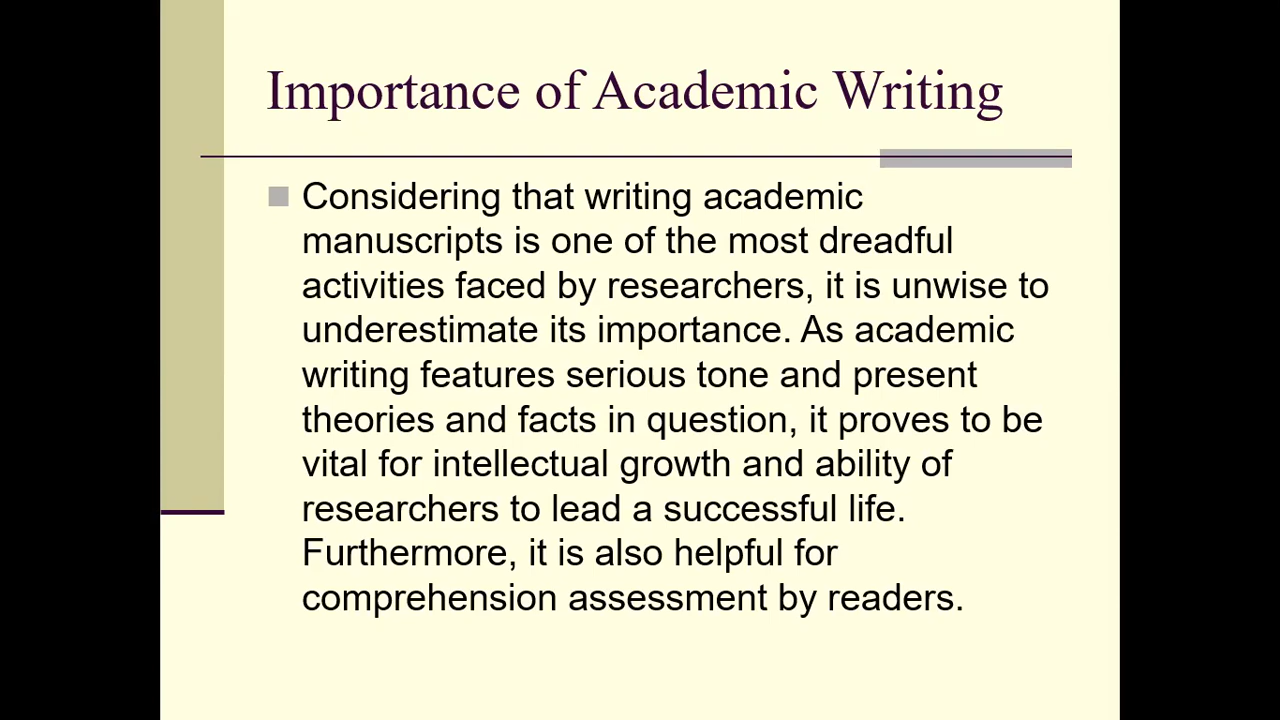 Importance of Academic Writing
Considering that writing academic
manuscripts is one of the most dreadful
activities faced by researchers, it is unwise to
underestimate its importance. As academic
writing features serious tone and present
theories and facts in question, it proves to be
vital for intellectual growth and ability of
researchers to lead a successful life.
Furthermore, it is also helpful for
comprehension assessment by readers.